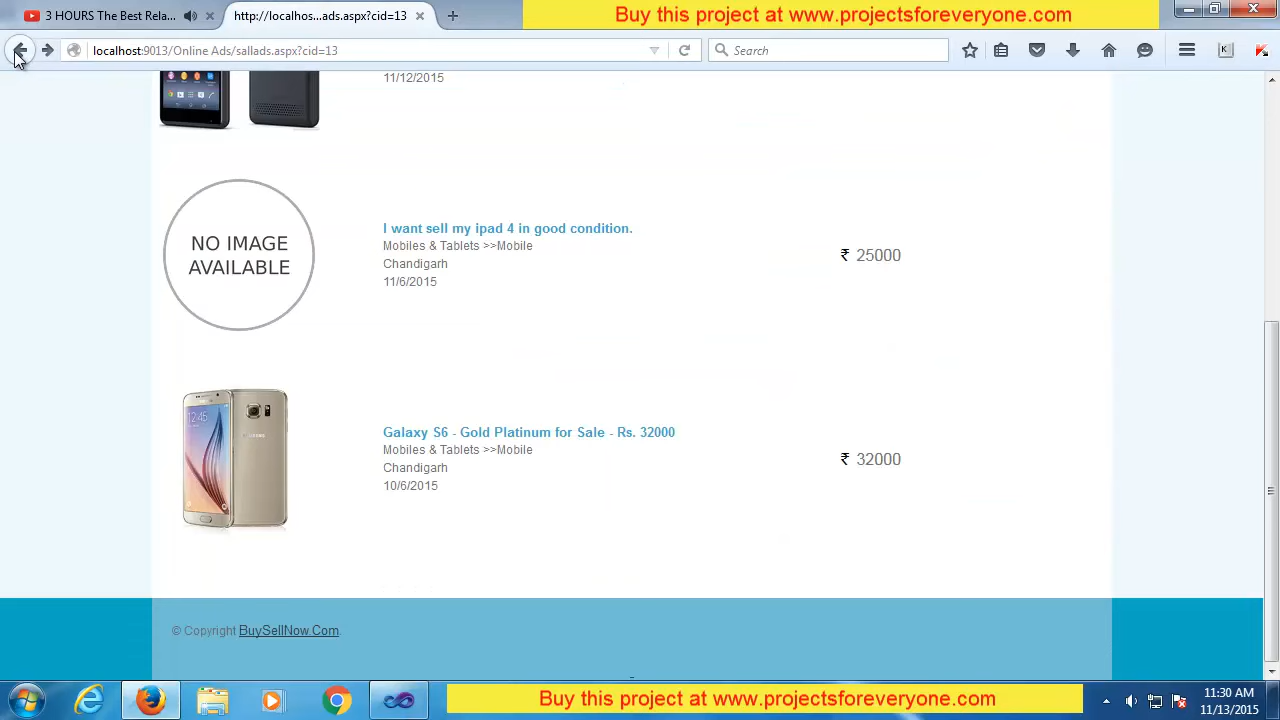 3 HOURS The Best Rela...
http://localhos...ads.aspx?cid=13
Buy this project at www.projectsforeveryone.com
localhost:9013/Online Ads/sallads.aspx?cid=13
Search
11/12/2015
NO IMAGE
AVAILABLE
I want sell my ipad 4 in good condition.
Mobiles & Tablets >>Mobile
Chandigarh
11/6/2015
₹ 25000
Galaxy S6 - Gold Platinum for Sale - Rs. 32000
Mobiles & Tablets >>Mobile
Chandigarh
10/6/2015
₹ 32000
© Copyright BuySellNow.Com.
Buy this project at www.projectsforeveryone.com
11:30 AM
11/13/2015